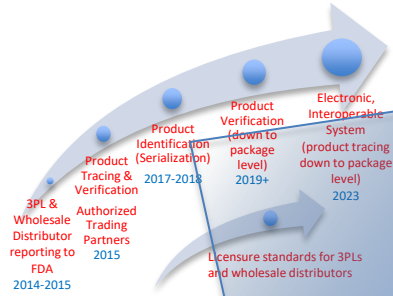 3PL &
Wholesale
Distributor
reporting to
FDA
2014-2015
Product
Tracing &
Verification
Authorized
Trading
Partners
2015
Product
Identification
(Serialization)
2017-2018
Product
Verification
(down to
package
level)
2019+
Electronic,
Interoperable
System
(product tracing
down to package
level)
2023
Licensure standards for 3PLs
and wholesale distributors